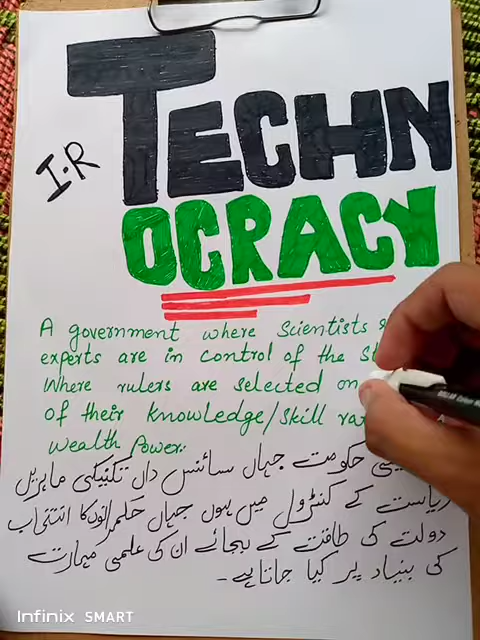 TECHN
I.R
OCRACY
A government where Scientists
experts are in control of the
Where rulers are selected on
of their Knowledge/Skill
Wealth Power.
حکومت جہاں سائنس داں تکنیکی ماہرین
ریاست کے کنٹرول میں ہوں جہاں حکمرانوں کا انتخاب
دولت کی طاقت کے بجائے ان کی علمی مہارت
کی بنیاد پر کیا جاتا ہے۔
Infinix SMART